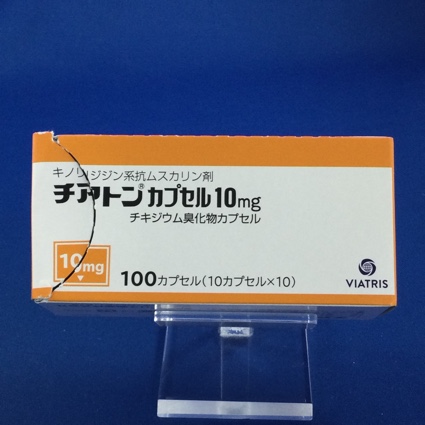 キノリジジン系抗ムスカリン剤
チアトン®カプセル10mg
チキジウム臭化物カプセル
10mg
100カプセル(10カプセル×10)
VIATRIS